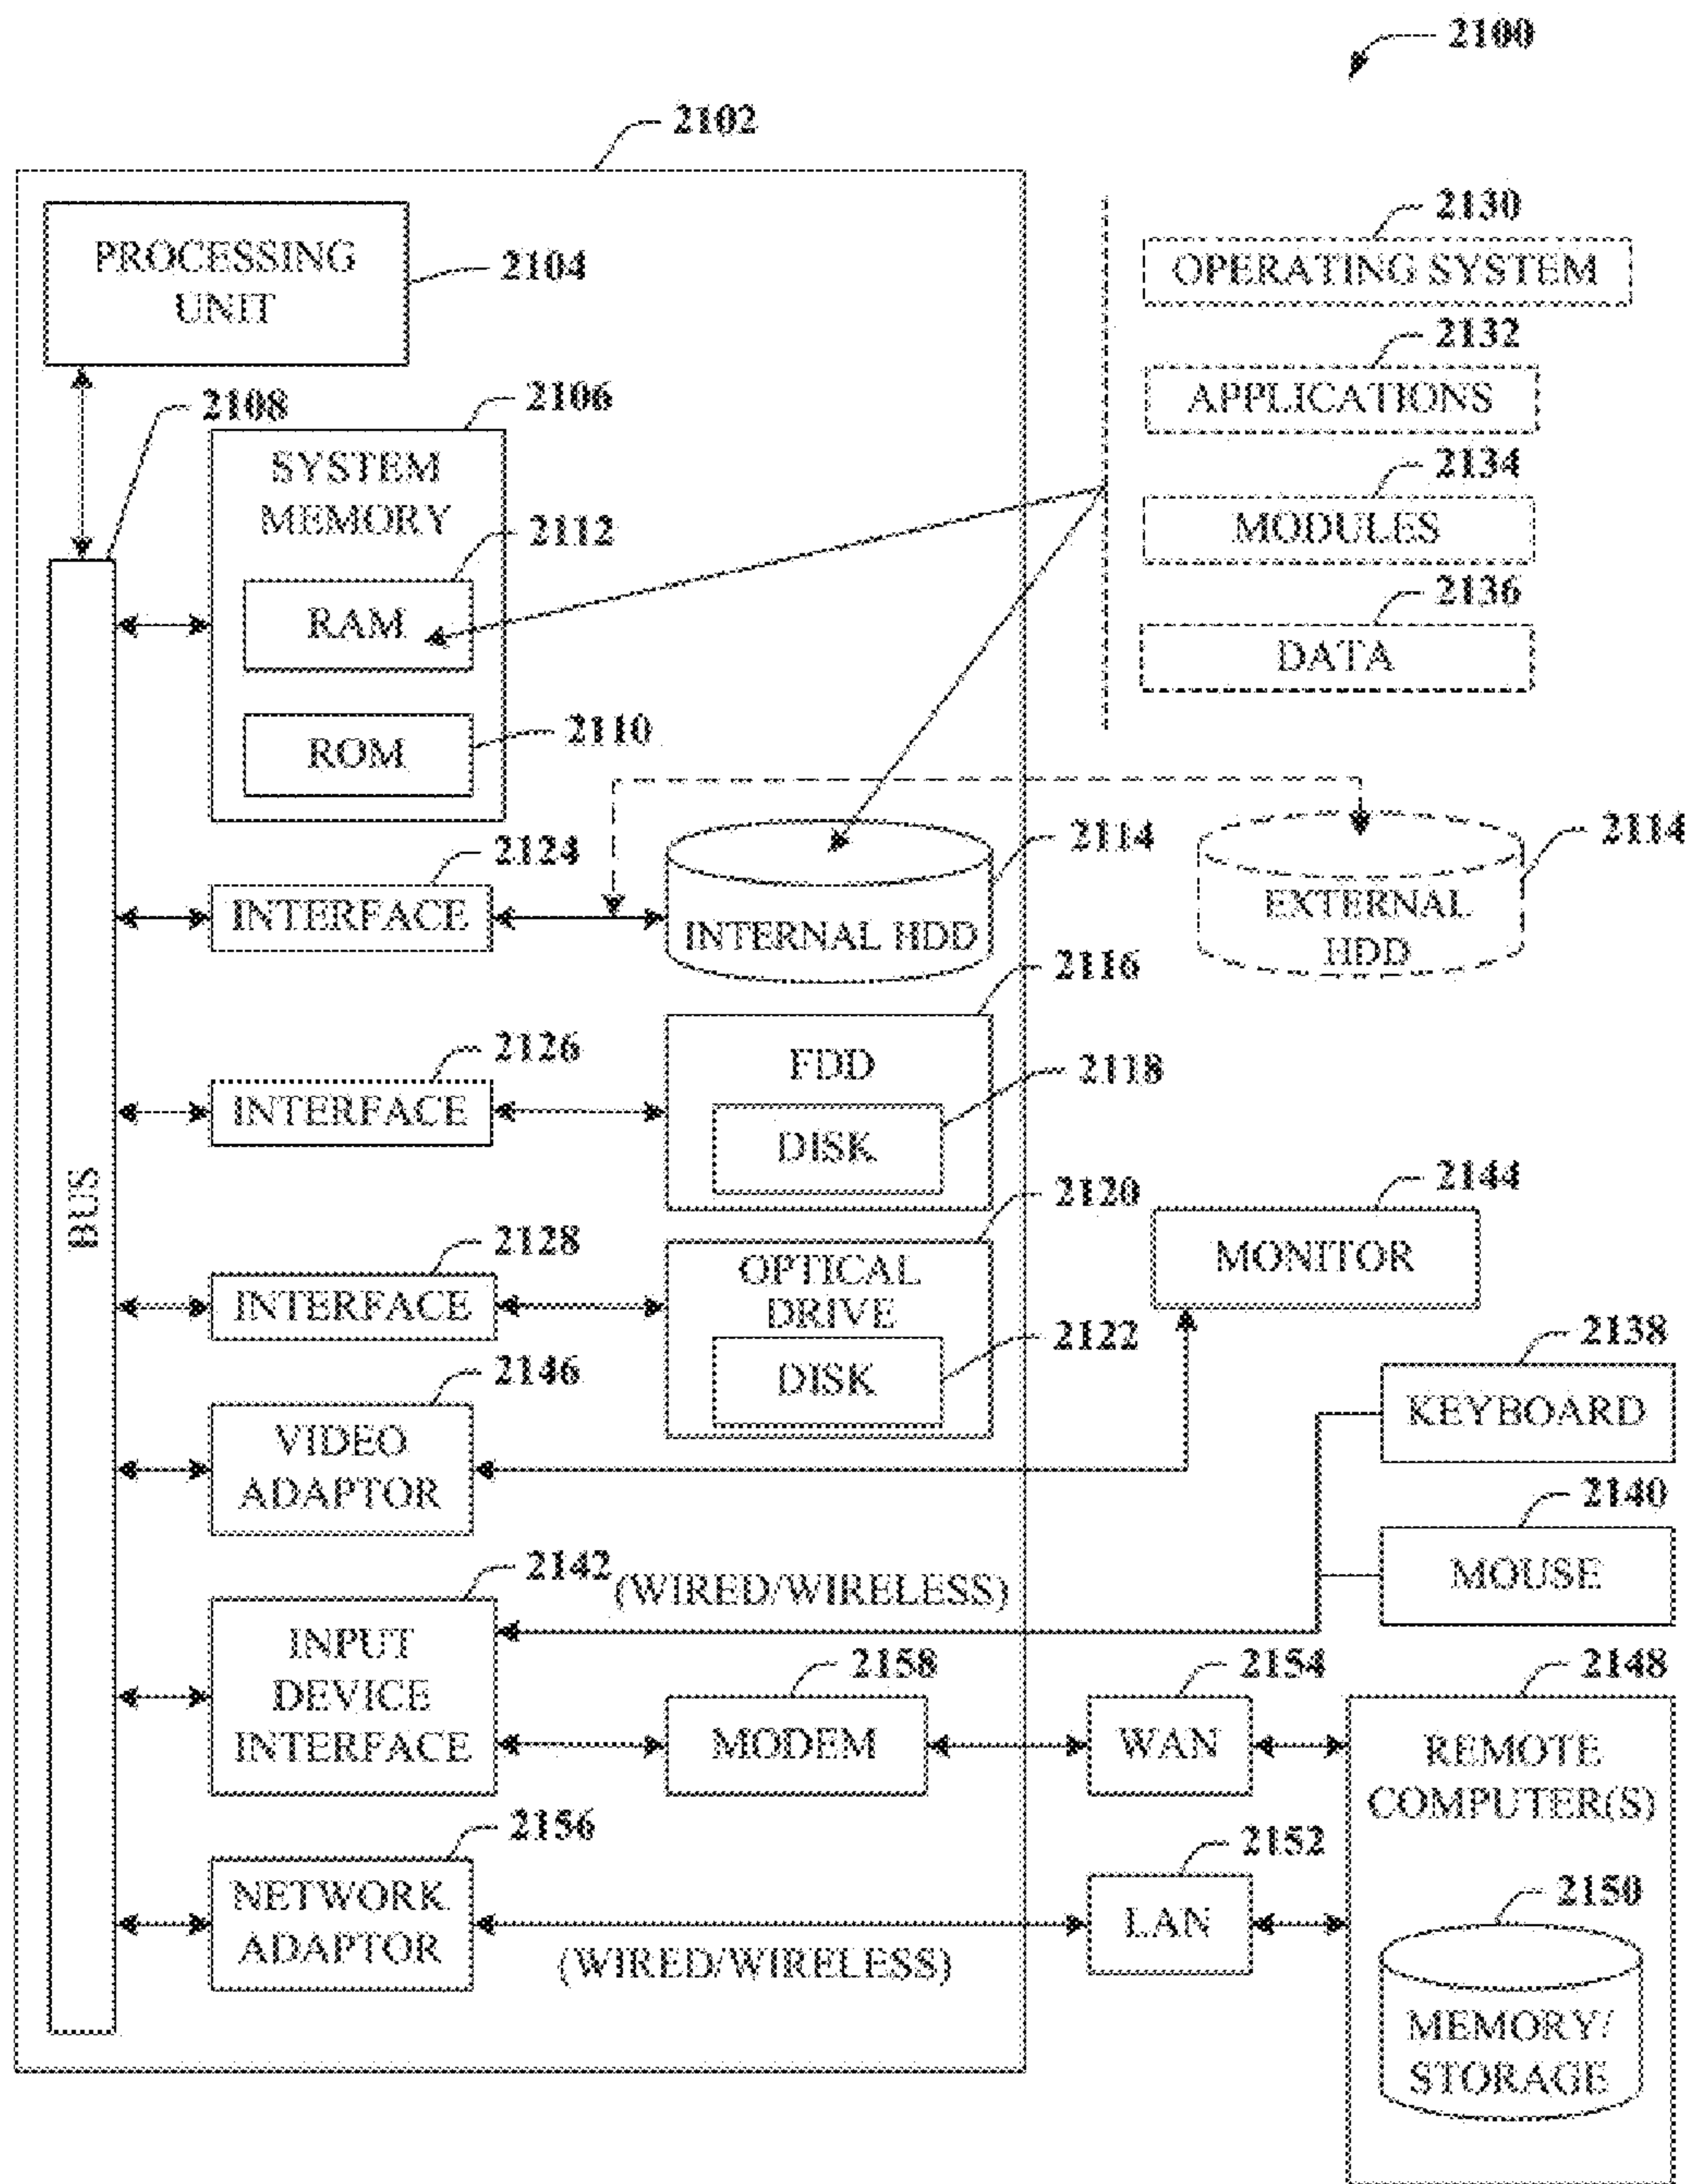 2100
2102
PROCESSING
UNIT
2104
2130
OPERATING SYSTEM
2132
APPLICATIONS
2134
MODULES
2136
DATA
2108
2106
SYSTEM
MEMORY
2112
RAM
2110
ROM
BUS
2124
INTERFACE
2114
INTERNAL HDD
2114
EXTERNAL
HDD
2126
INTERFACE
2116
FDD
2118
DISK
2128
INTERFACE
2120
OPTICAL
DRIVE
2122
DISK
2144
MONITOR
2146
VIDEO
ADAPTOR
2138
KEYBOARD
2140
MOUSE
2142
(WIRED/WIRELESS)
INPUT
DEVICE
INTERFACE
2158
MODEM
2154
WAN
2148
REMOTE
COMPUTER(S)
2156
NETWORK
ADAPTOR
(WIRED/WIRELESS)
2152
LAN
2150
MEMORY/
STORAGE